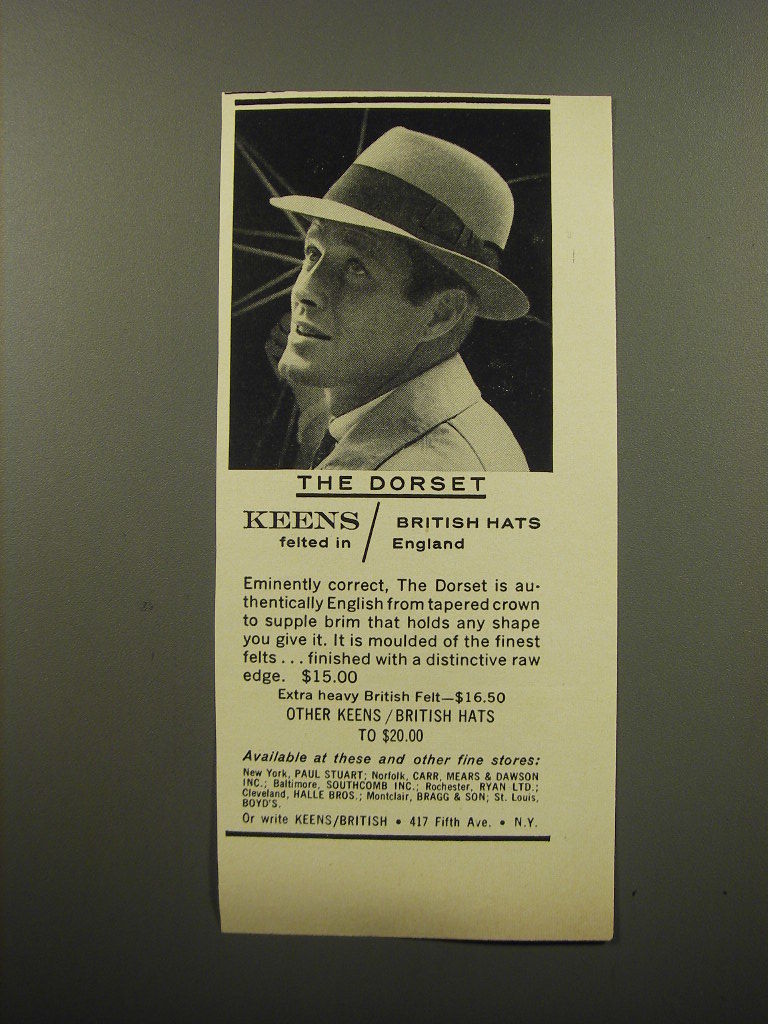 THE DORSET
KEENS / BRITISH HATS
felted in / England
Eminently correct, The Dorset is au-
thentically English from tapered crown
to supple brim that holds any shape
you give it. It is moulded of the finest
felts . . . finished with a distinctive raw
edge. $15.00
Extra heavy British Felt—$16.50
OTHER KEENS / BRITISH HATS
TO $20.00
Available at these and other fine stores:
New York, PAUL STUART; Norfolk, CARR, MEARS & DAWSON
INC.; Baltimore, SOUTHCOMB INC.; Rochester, RYAN LTD.;
Cleveland, HALLE BROS.; Montclair, BRAGG & SON; St. Louis,
BOYD'S.
Or write KEENS/BRITISH • 417 Fifth Ave. • N.Y.